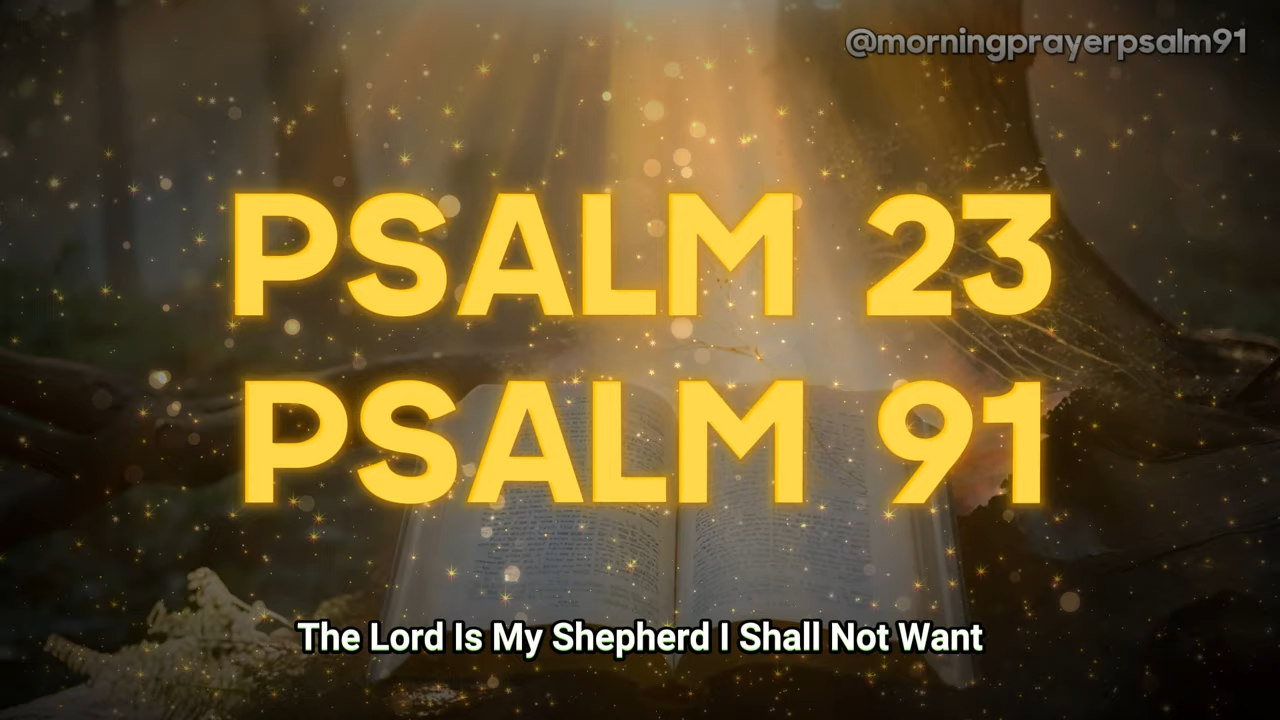 @morningprayerpsalm91
PSALM 23
PSALM 91
The Lord Is My Shepherd I Shall Not Want